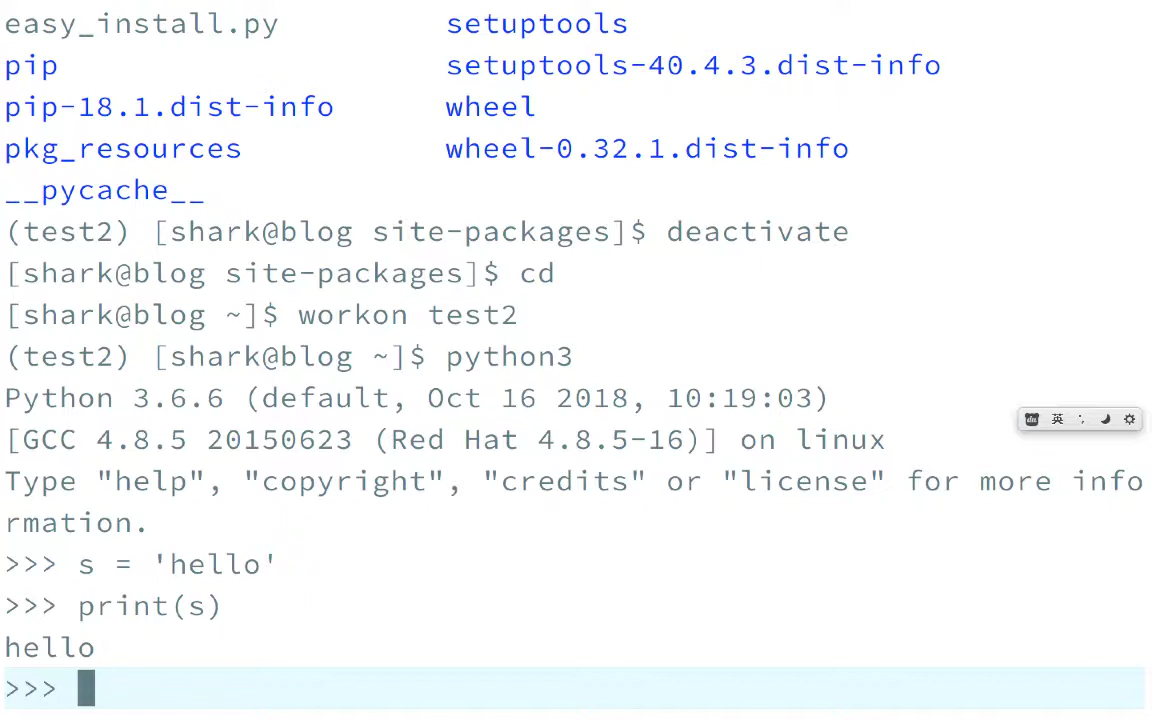 easy_install.py setuptools
pip setuptools-40.4.3.dist-info
pip-18.1.dist-info wheel
pkg_resources wheel-0.32.1.dist-info
__pycache__
(test2) [shark@blog site-packages]$ deactivate
[shark@blog site-packages]$ cd
[shark@blog ~]$ workon test2
(test2) [shark@blog ~]$ python3
Python 3.6.6 (default, Oct 16 2018, 10:19:03)
[GCC 4.8.5 20150623 (Red Hat 4.8.5-16)] on linux
英
Type "help", "copyright", "credits" or "license" for more info
rmation.
>>> s = 'hello'
>>> print(s)
hello
>>>